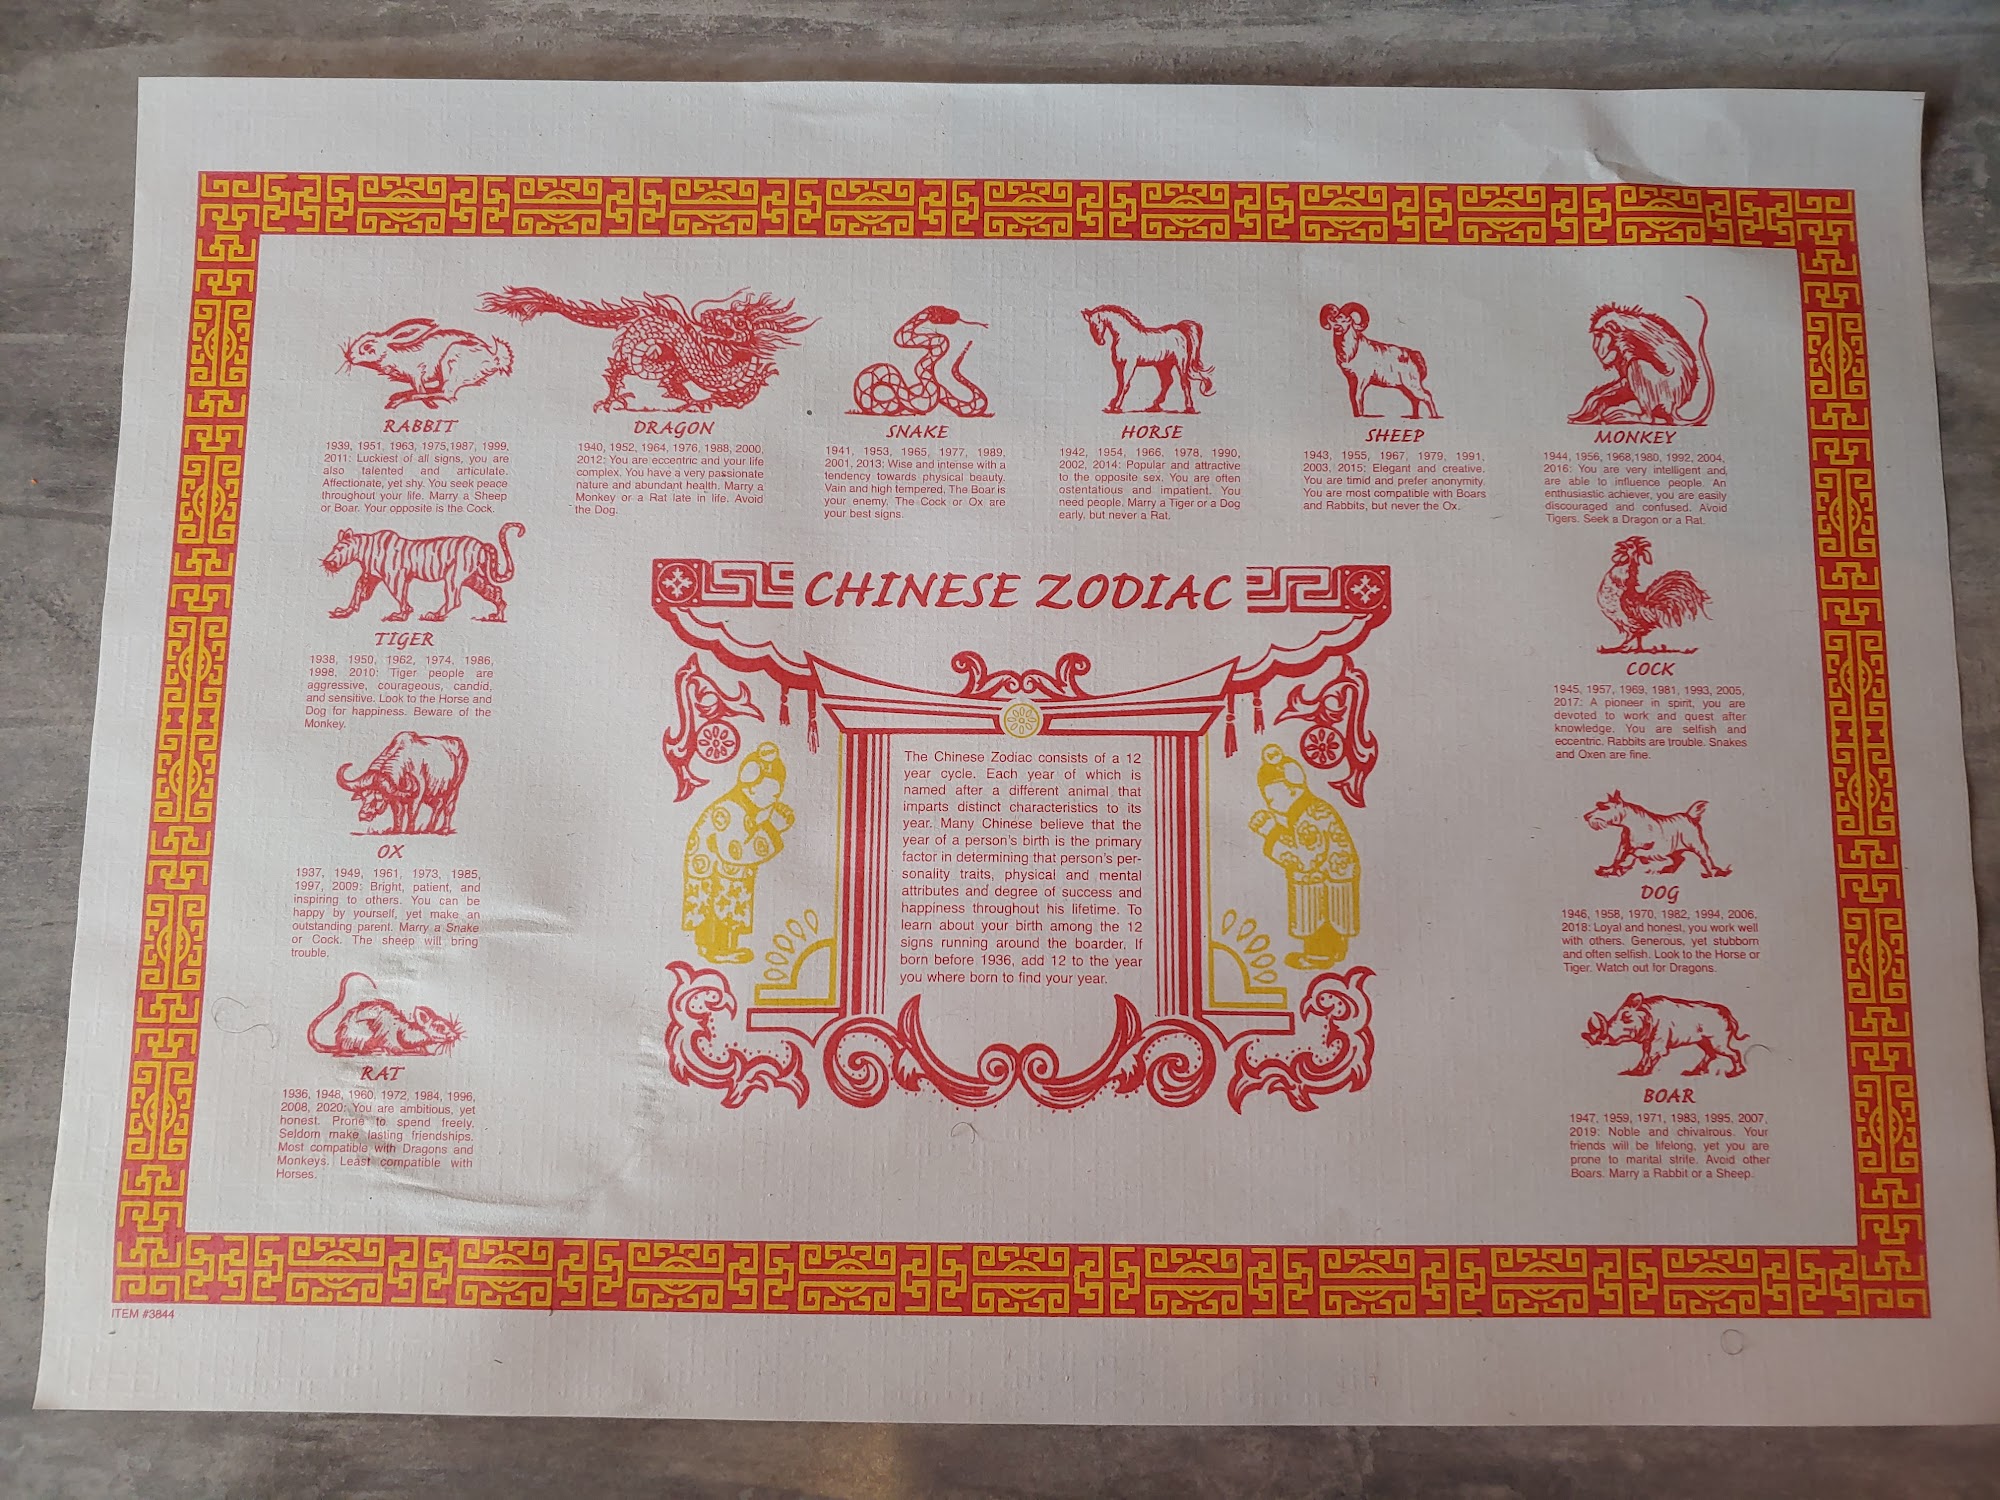 RABBIT
1939, 1951, 1963, 1975,1987, 1999,
2011: Luckiest of all signs, you are
also talented and articulate.
Affectionate, yet shy. You seek peace
throughout your life. Marry a Sheep
or Boar. Your opposite is the Cock.
DRAGON
1940, 1952, 1964, 1976, 1988, 2000,
2012: You are eccentric and your life
complex. You have a very passionate
nature and abundant health. Marry a
Monkey or a Rat late in life. Avoid
the Dog.
SNAKE
1941, 1953, 1965, 1977, 1989,
2001, 2013: Wise and intense with a
tendency towards physical beauty.
Vain and high tempered. The Boar is
your enemy. The Cock or Ox are
your best signs.
HORSE
1942, 1954, 1966, 1978, 1990,
2002, 2014: Popular and attractive
to the opposite sex. You are often
ostentatious and impatient. You
need people. Marry a Tiger or a Dog
early, but never a Rat.
SHEEP
1943, 1955, 1967, 1979, 1991,
2003, 2015: Elegant and creative.
You are timid and prefer anonymity.
You are most compatible with Boars
and Rabbits, but never the Ox.
MONKEY
1944, 1956, 1968,1980, 1992, 2004,
2016: You are very intelligent and
are able to influence people. An
enthusiastic achiever, you are easily
discouraged and confused. Avoid
Tigers. Seek a Dragon or a Rat.
TIGER
1938, 1950, 1962, 1974, 1986,
1998, 2010: Tiger people are
aggressive, courageous, candid,
and sensitive. Look to the Horse and
Dog for happiness. Beware of the
Monkey.
OX
1937, 1949, 1961, 1973, 1985,
1997, 2009: Bright, patient, and
inspiring to others. You can be
happy by yourself, yet make an
outstanding parent. Marry a Snake
or Cock. The sheep will bring
trouble.
RAT
1936, 1948, 1960, 1972, 1984, 1996,
2008, 2020: You are ambitious, yet
honest. Prone to spend freely.
Seldom make lasting friendships.
Most compatible with Dragons and
Monkeys. Least compatible with
Horses.
CHINESE ZODIAC
The Chinese Zodiac consists of a 12
year cycle. Each year of which is
named after a different animal that
imparts distinct characteristics to its
year. Many Chinese believe that the
year of a person's birth is the primary
factor in determining that person's per-
sonality traits, physical and mental
attributes and degree of success and
happiness throughout his lifetime. To
learn about your birth among the 12
signs running around the boarder. If
born before 1936, add 12 to the year
you where born to find your year.
COCK
1945, 1957, 1969, 1981, 1993, 2005,
2017: A pioneer in spirit, you are
devoted to work and quest after
knowledge. You are selfish and
eccentric. Rabbits are trouble. Snakes
and Oxen are fine.
DOG
1946, 1958, 1970, 1982, 1994, 2006,
2018: Loyal and honest, you work well
with others. Generous, yet stubborn
and often selfish. Look to the Horse or
Tiger. Watch out for Dragons.
BOAR
1947, 1959, 1971, 1983, 1995, 2007,
2019: Noble and chivalrous. Your
friends will be lifelong, yet you are
prone to marital strife. Avoid other
Boars. Marry a Rabbit or a Sheep.
ITEM #3844